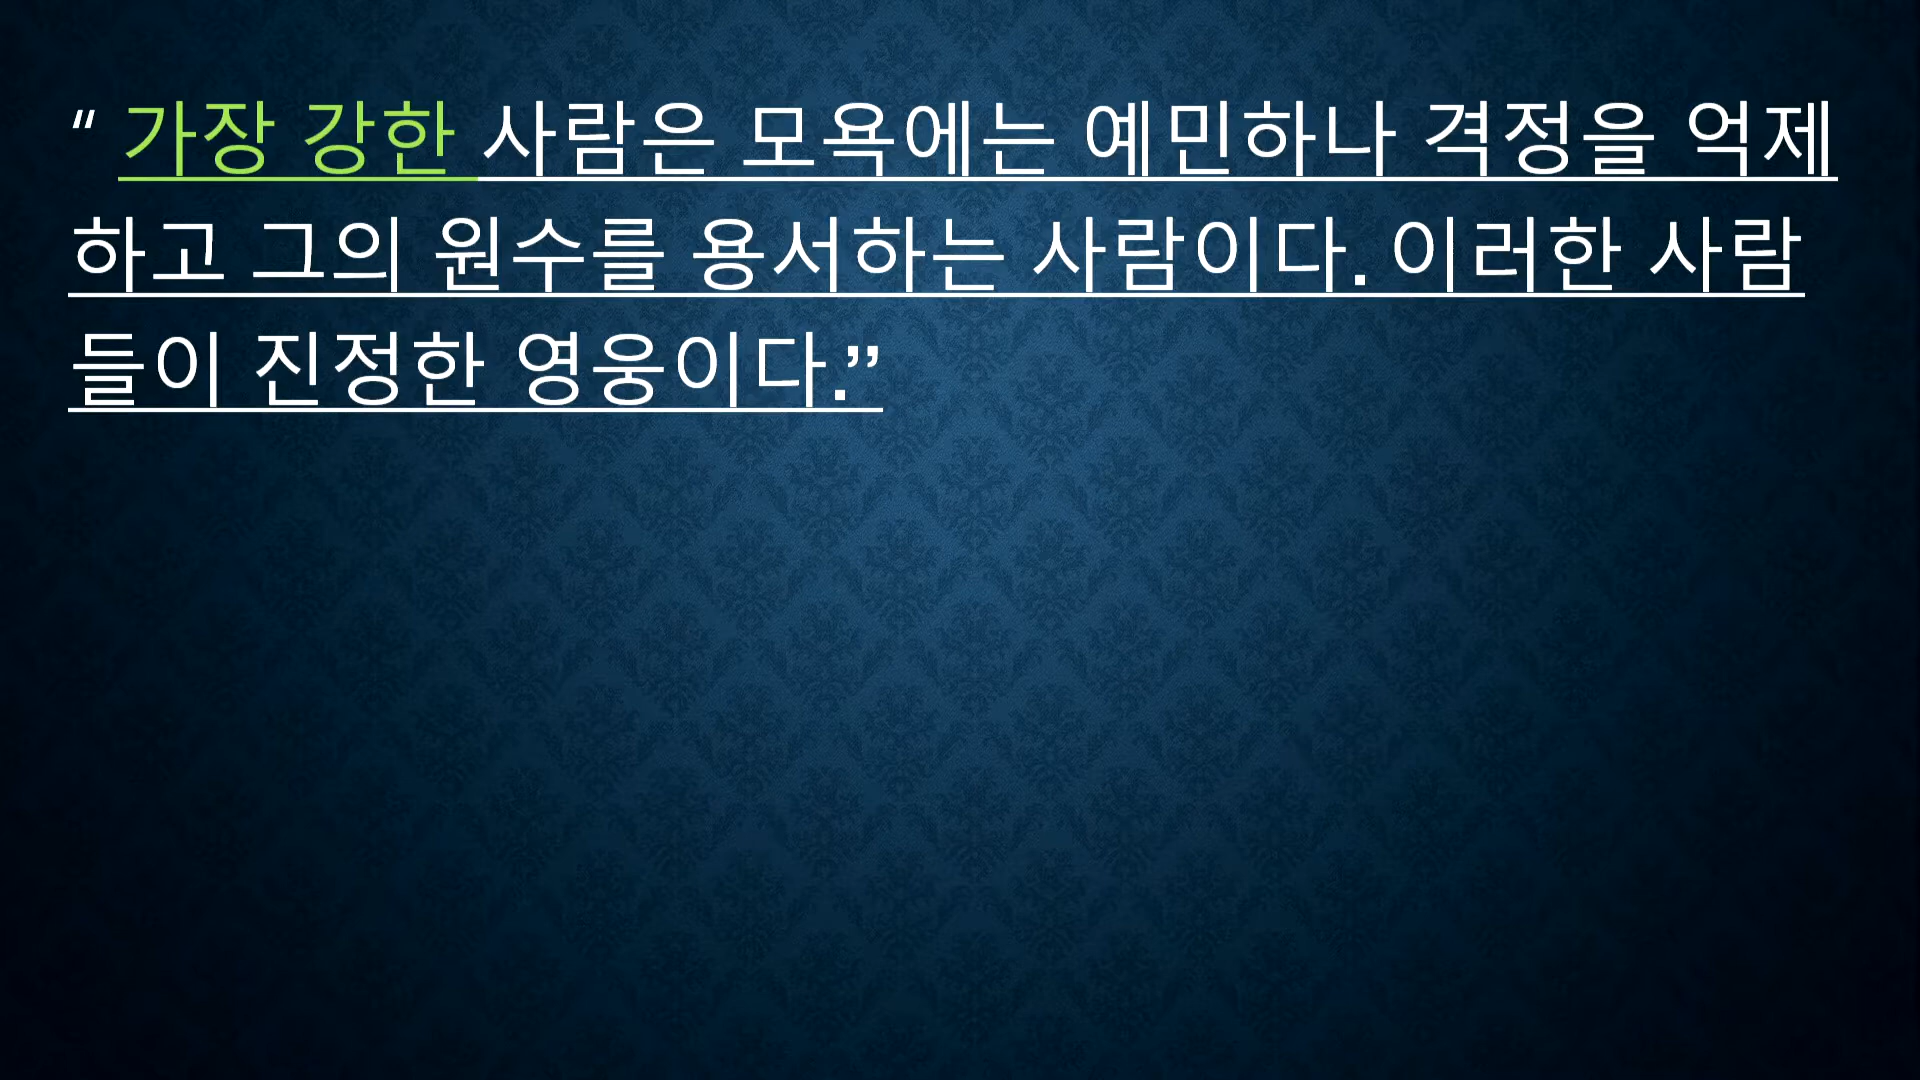 “ 가장 강한 사람은 모욕에는 예민하나 격정을 억제
하고 그의 원수를 용서하는 사람이다. 이러한 사람
들이 진정한 영웅이다.”